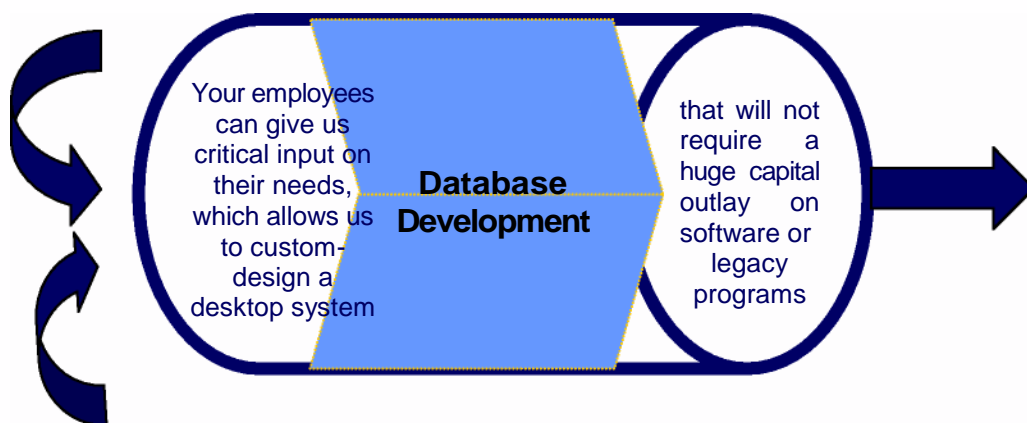 Your employees
can give us
critical input on
their needs,
which allows us
to custom-
design a
desktop system
Database
Development
that will not
require a
huge capital
outlay on
software or
legacy
programs